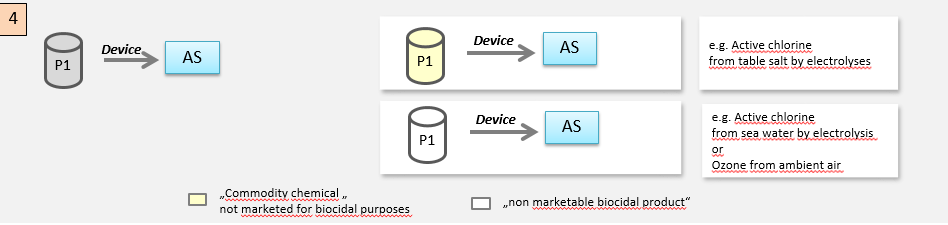 4
Device
P1
AS
Device
P1
AS
e.g. Active chlorine
from table salt by electrolyses
Device
P1
AS
e.g. Active chlorine
from sea water by electrolysis
or
Ozone from ambient air
„Commodity chemical „
not marketed for biocidal purposes
„non marketable biocidal product“